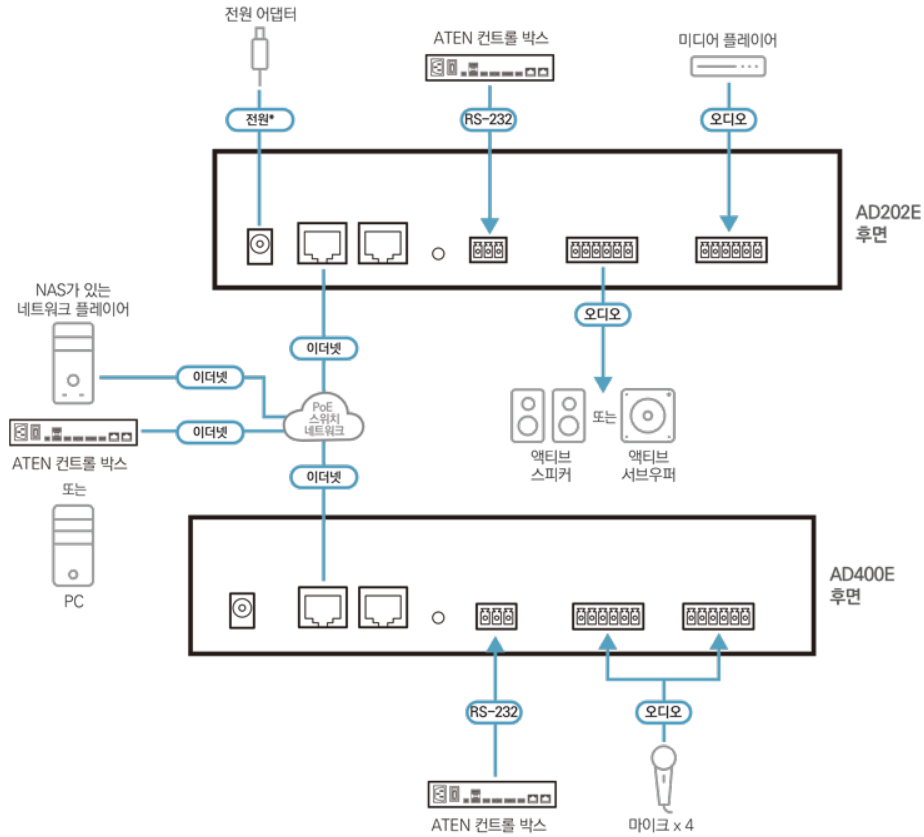 전원 어댑터
ATEN 컨트롤 박스
미디어 플레이어
전원*
RS-232
오디오
AD202E
후면
NAS가 있는
네트워크 플레이어
오디오
이더넷
이더넷
PoE
스위치
네트워크
또는
이더넷
ATEN 컨트롤 박스
액티브
스피커
액티브
서브우퍼
이더넷
또는
PC
AD400E
후면
RS-232
오디오
ATEN 컨트롤 박스
마이크 x 4